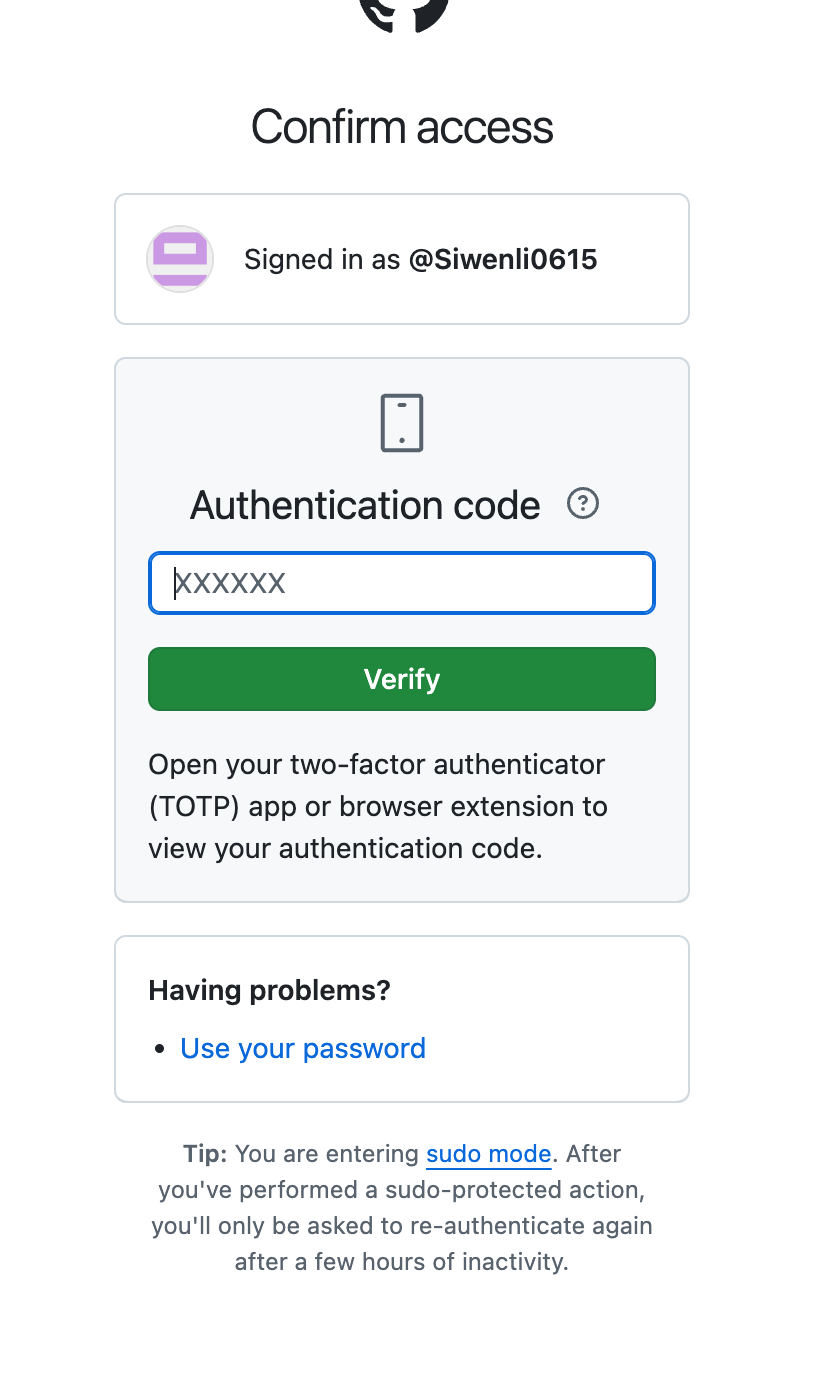 Confirm access
Signed in as @Siwenli0615
Authentication code ?
XXXXXX
Verify
Open your two-factor authenticator
(TOTP) app or browser extension to
view your authentication code.
Having problems?
• Use your password
Tip: You are entering sudo mode. After
you've performed a sudo-protected action,
you'll only be asked to re-authenticate again
after a few hours of inactivity.